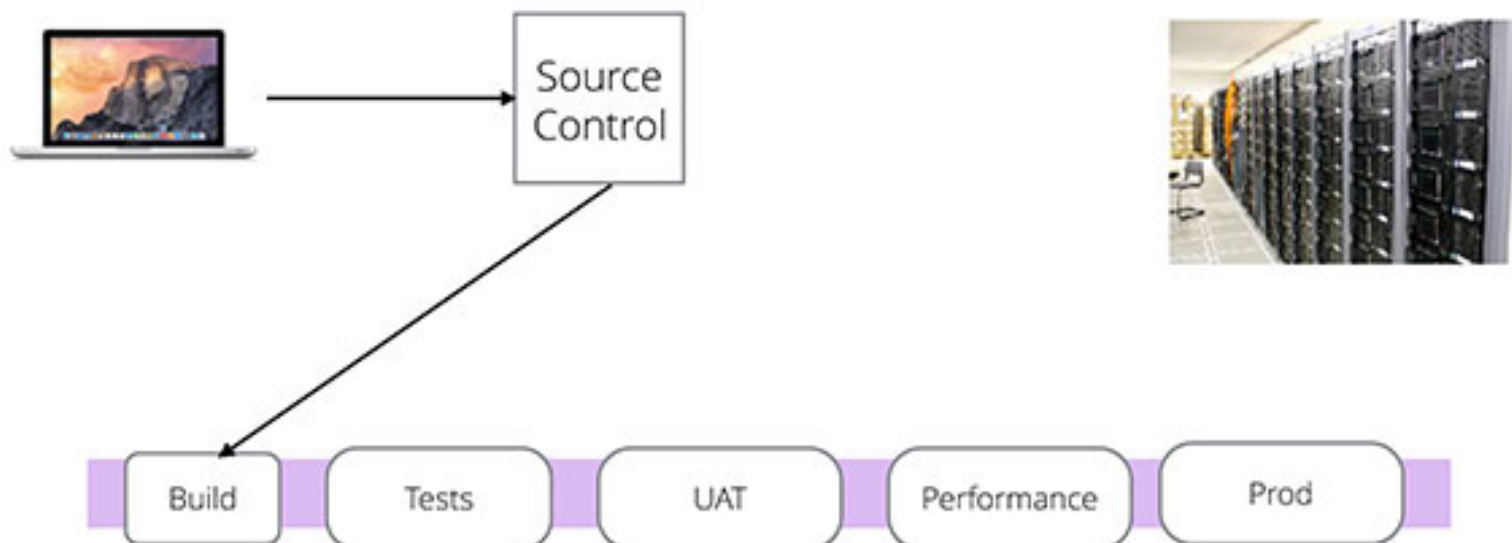 Source
Control
Build
Tests
UAT
Performance
Prod